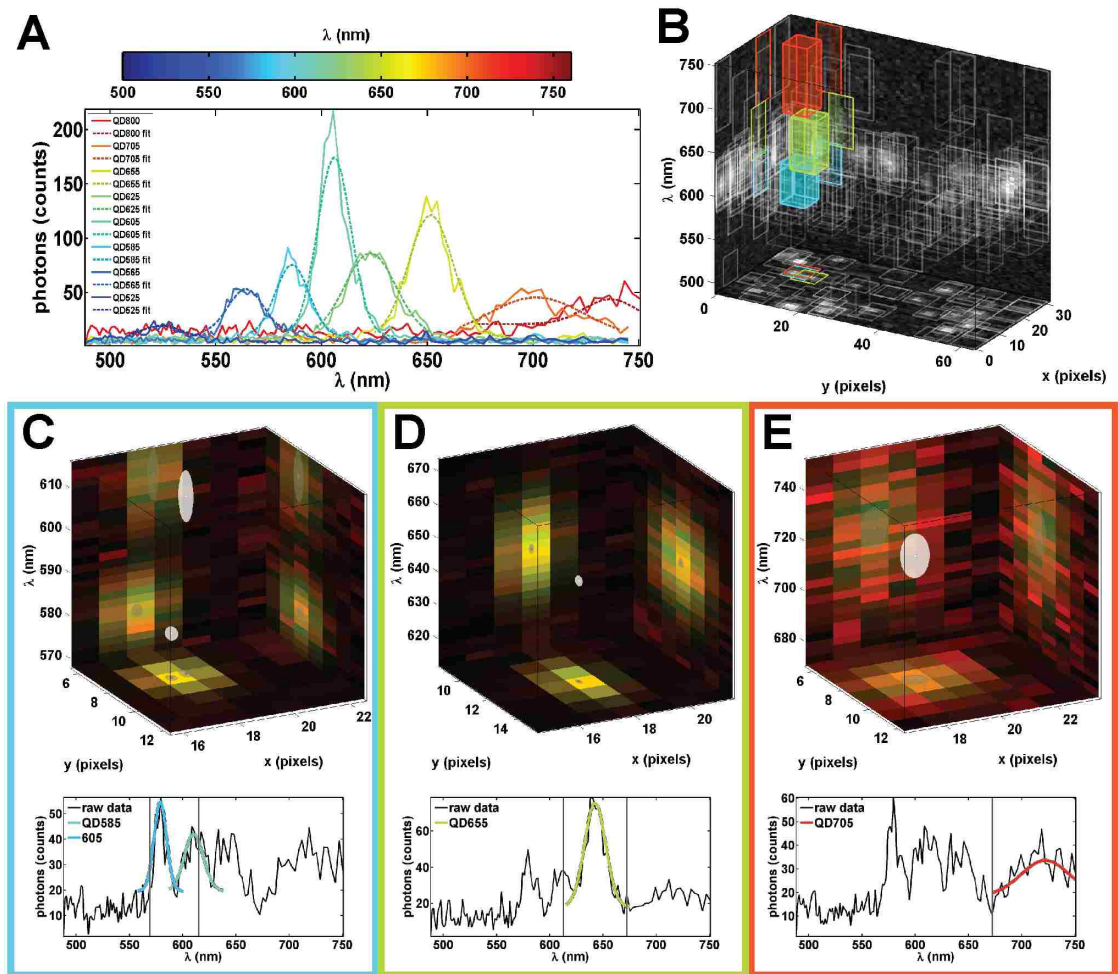 A
λ (nm)
500 550 600 650 700 750
photons (counts)
200
150
100
50
QD800
QD800 fit
QD705
QD705 fit
QD655
QD655 fit
QD625
QD625 fit
QD605
QD605 fit
QD585
QD585 fit
QD565
QD565 fit
QD525
QD525 fit
500 550 600 650 700 750
λ (nm)
B
λ (nm)
750
700
650
600
550
500
0 20 40 60
y (pixels)
0 10 20 30
x (pixels)
C
λ (nm)
610
600
590
580
570
6 8 10 12
y (pixels)
16 18 20 22
x (pixels)
photons (counts)
50
40
30
20
10
raw data
QD585
605
500 550 600 650 700 750
λ (nm)
D
λ (nm)
670
660
650
640
630
620
10 12 14
y (pixels)
16 18 20
x (pixels)
photons (counts)
70
60
50
40
30
20
10
raw data
QD655
500 550 600 650 700 750
λ (nm)
E
λ (nm)
740
720
700
680
6 8 10 12
y (pixels)
18 20 22
x (pixels)
photons (counts)
60
50
40
30
20
10
raw data
QD705
500 550 600 650 700 750
λ (nm)